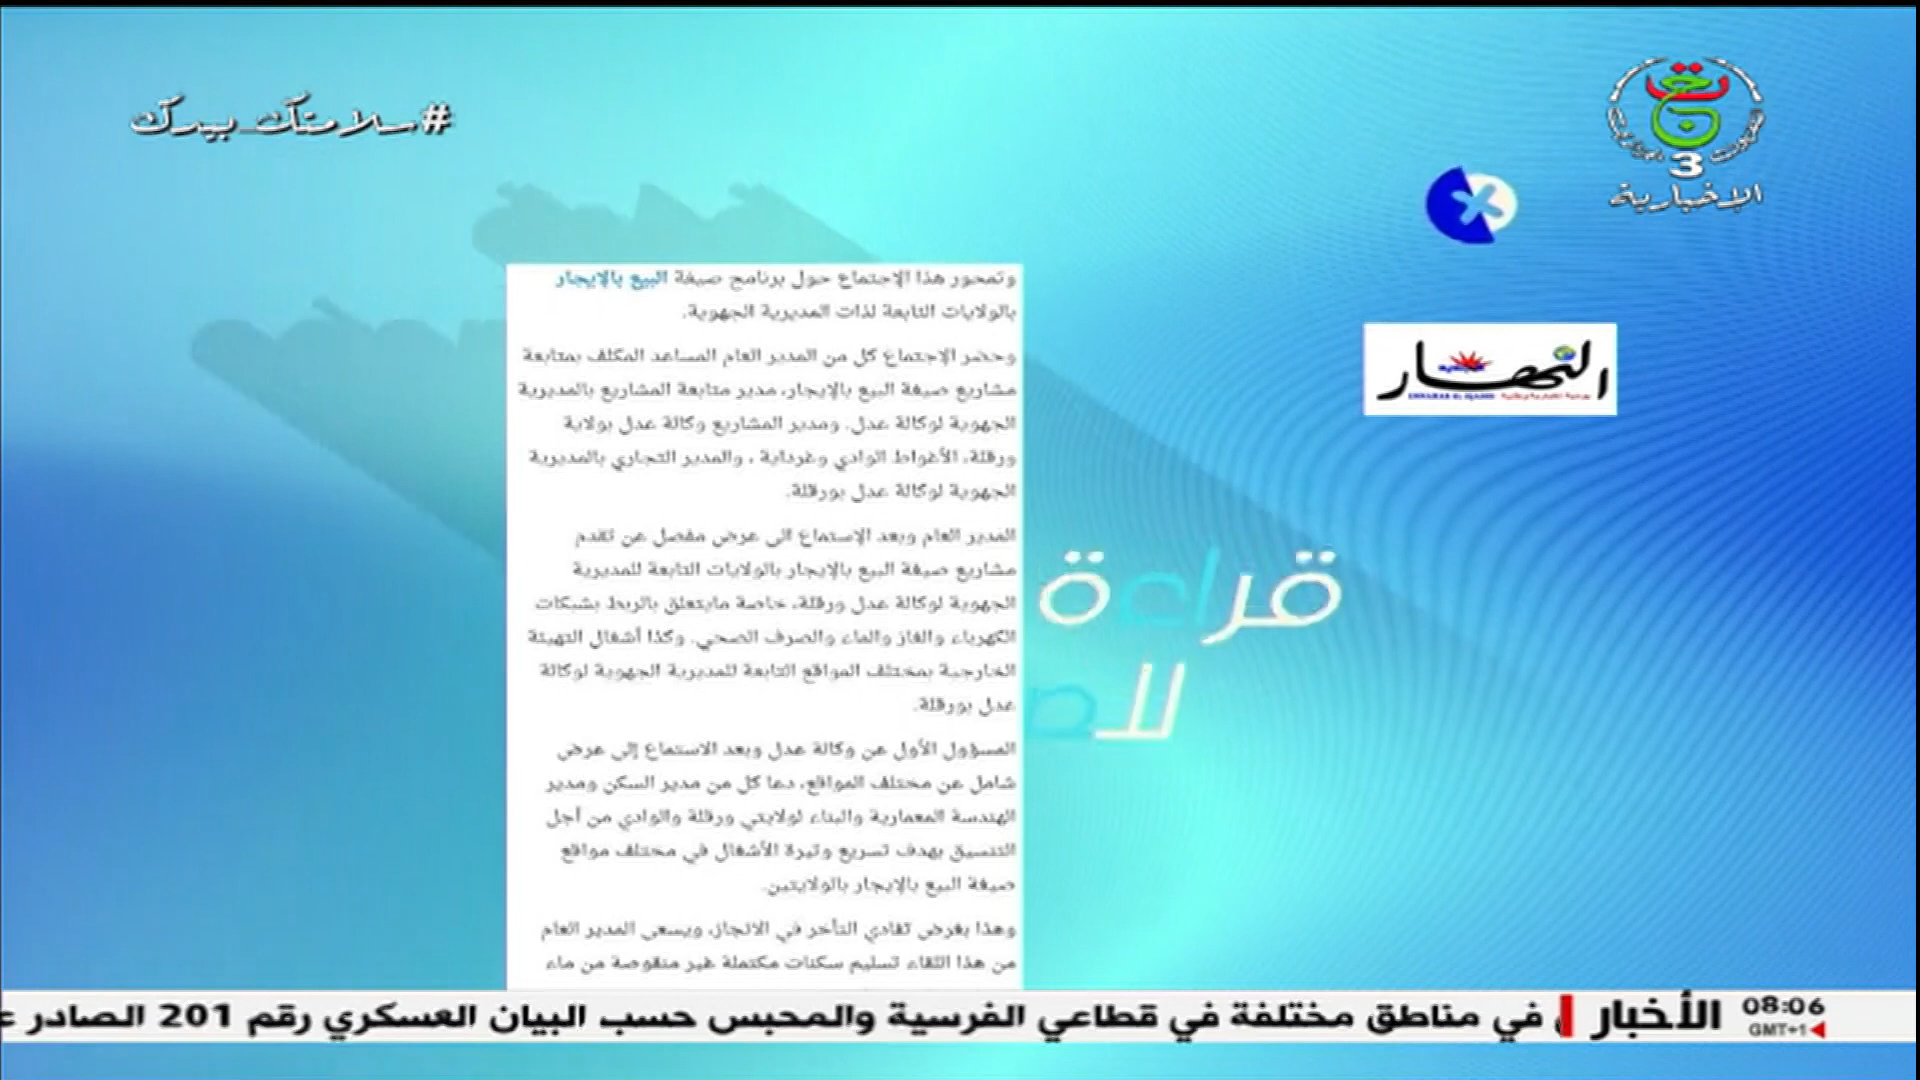 #سلامتك_بيدك
3
الإخبارية
النهار
وتمحور هذا الإجتماع حول برنامج صيغة البيع بالإيجار
بالولايات التابعة لذات المديرية الجهوية.
وحضر الإجتماع كل من المدير العام المساعد المكلف بمتابعة
مشاريع صيغة البيع بالإيجار، مدير متابعة المشاريع بالمديرية
الجهوية لوكالة عدل. ومدير المشاريع وكالة عدل بولاية
ورقلة، الأغواط الوادي وغرداية ، والمدير التجاري بالمديرية
الجهوية لوكالة عدل بورقلة.
المدير العام وبعد الإستماع الى عرض مفصل عن تقدم
مشاريع صيغة البيع بالإيجار بالولايات التابعة للمديرية
الجهوية لوكالة عدل ورقلة، خاصة مايتعلق بالربط بشبكات
الكهرباء والغاز والماء والصرف الصحي. وكذا أشغال التهيئة
الخارجية بمختلف المواقع التابعة للمديرية الجهوية لوكالة
عدل بورقلة.
المسؤول الأول عن وكالة عدل وبعد الاستماع إلى عرض
شامل عن مختلف المواقع، دعا كل من مدير السكن ومدير
الهندسة المعمارية والبناء لولايتي ورقلة والوادي من أجل
التنسيق بهدف تسريع وتيرة الأشغال في مختلف مواقع
صيغة البيع بالإيجار بالولايتين.
وهذا بغرض تفادي التأخر في الانجاز، ويسعى المدير العام
من هذا اللقاء تسليم سكنات مكتملة غير منقوصة من ماء
قراءة
للص
08:06
GMT+1
الأخبار
في مناطق مختلفة في قطاعي الفرسية والمحبس حسب البيان العسكري رقم 201 الصادر ع